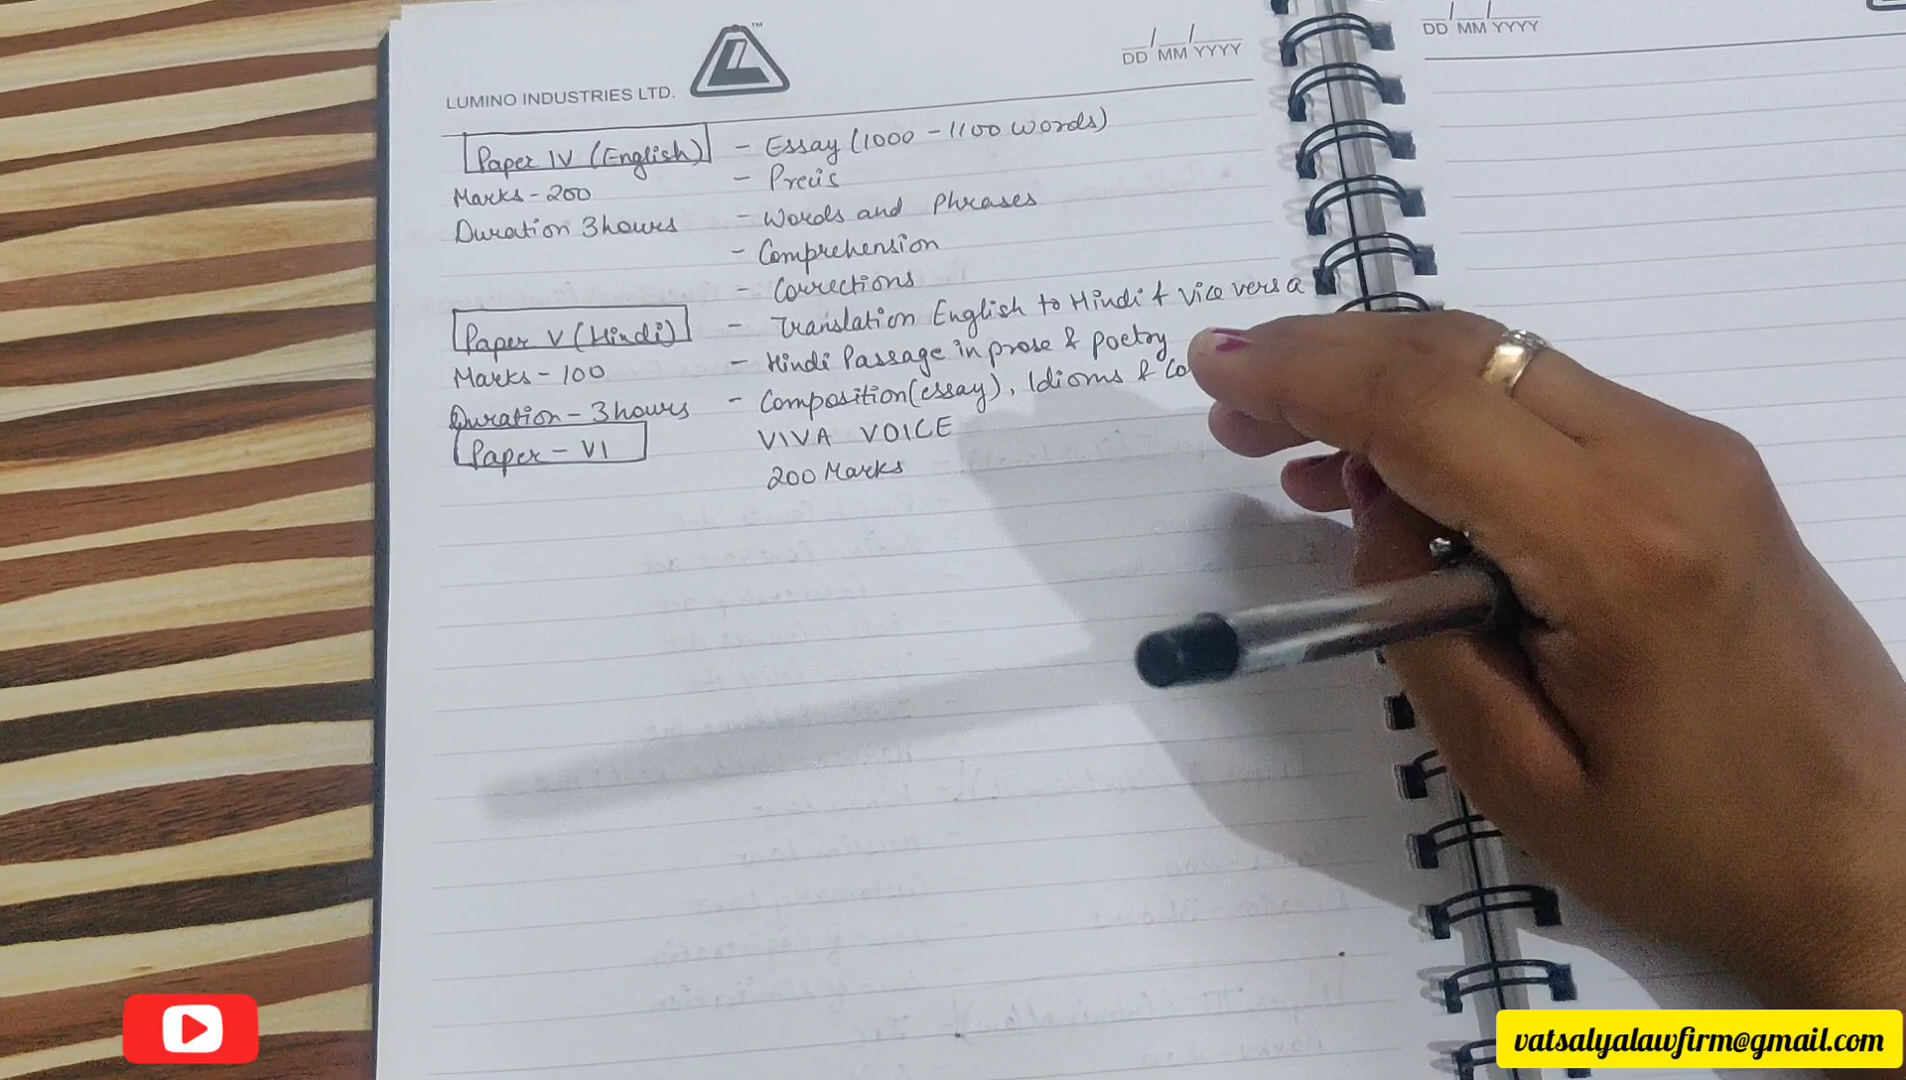 LUMINO INDUSTRIES LTD.
DD MM YYYY
DD MM YYYY
Paper IV (English) - Essay (1000 - 1100 words)
Marks - 200 - Precis
Duration 3 hours - Words and Phrases
- Comprehension
- Corrections
Paper V (Hindi) - Translation English to Hindi & vice versa
Marks - 100 - Hindi Passage in prose & poetry
Duration - 3 hours - Composition (essay), Idioms & Co
Paper - VI VIVA VOICE
200 Marks
vatsalyalawfirm@gmail.com